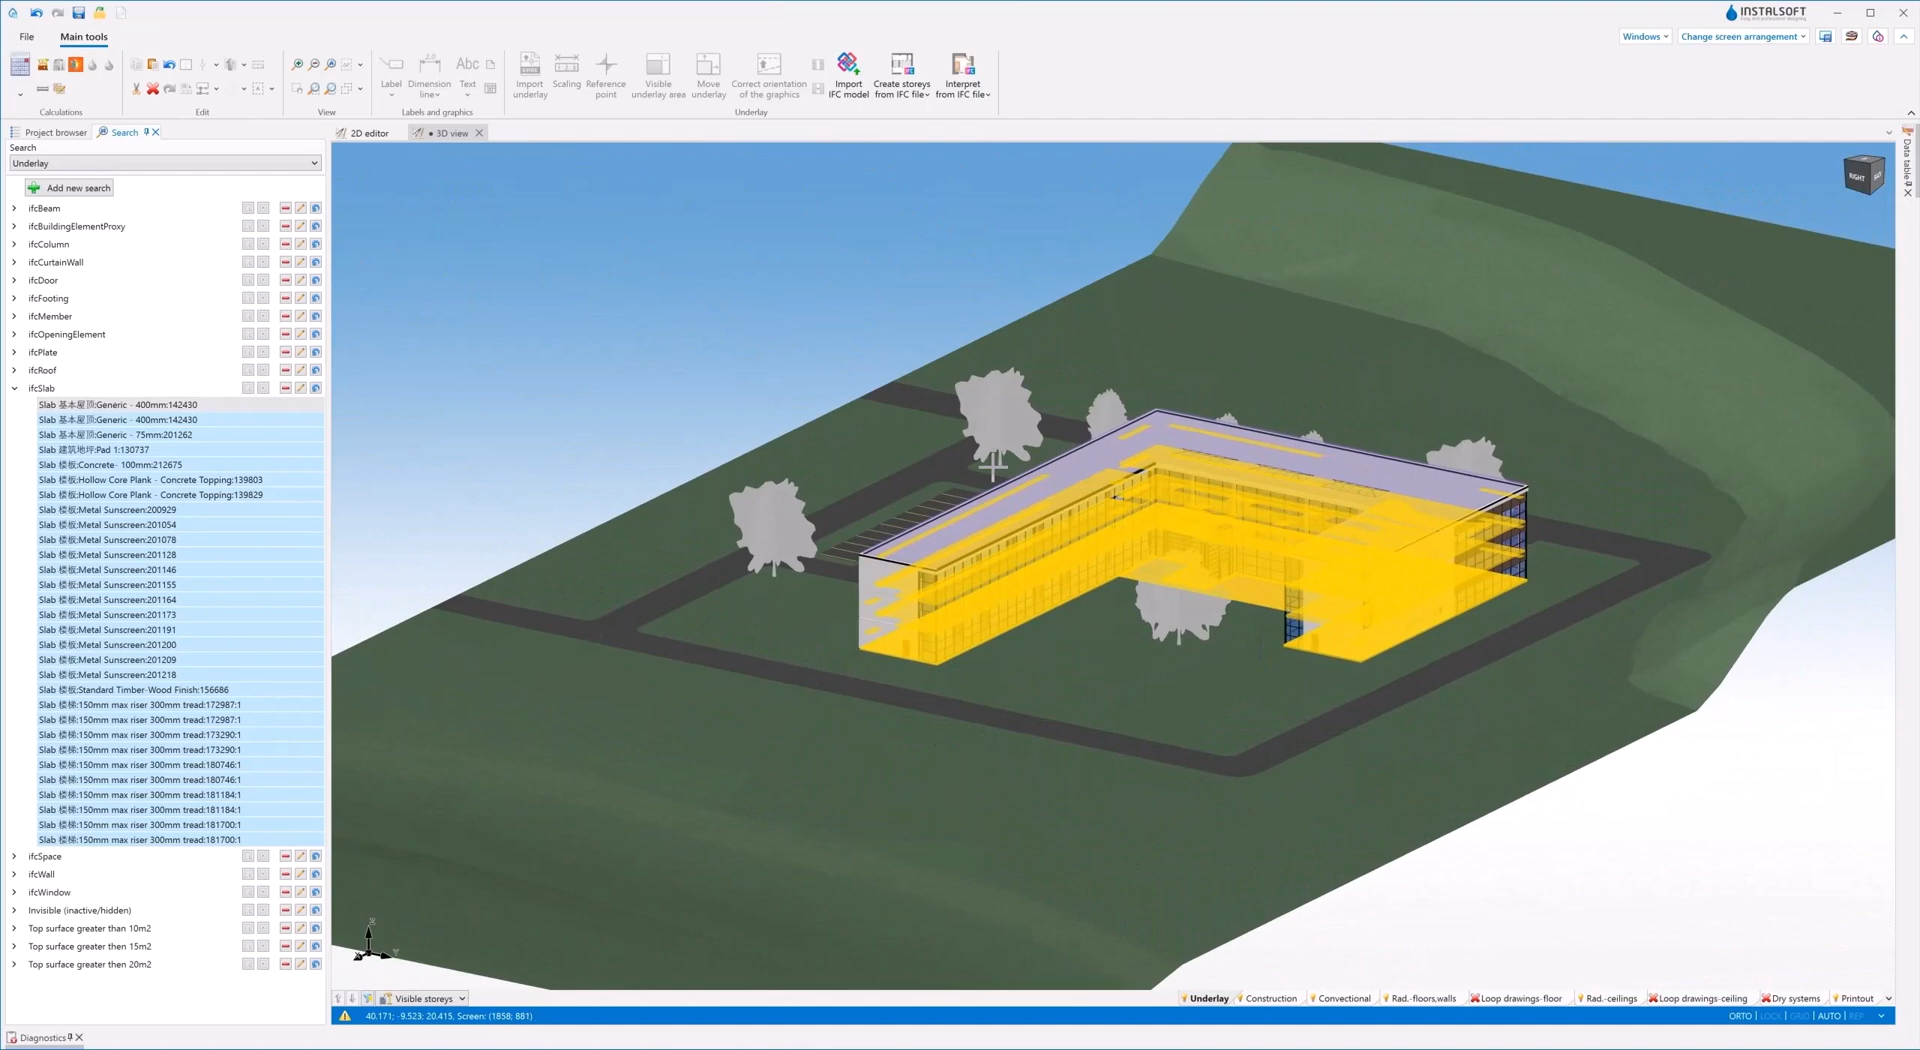 INSTALSOFT
File
Main tools
Windows
Change screen arrangement
Label
Dimension line
Abc
Text
Import underlay
Scaling
Reference point
Visible underlay area
Move underlay
Correct orientation of the graphics
Import IFC model
Create storeys from IFC file
Interpret from IFC file
Calculations
Edit
View
Labels and graphics
Underlay
Project browser
Search
2D editor
• 3D view
Search
Underlay
Add new search
ifcBeam
ifcBuildingElementProxy
ifcColumn
ifcCurtainWall
ifcDoor
ifcFooting
ifcMember
ifcOpeningElement
ifcPlate
ifcRoof
ifcSlab
Slab 基本屋顶:Generic - 400mm:142430
Slab 基本屋顶:Generic - 400mm:142430
Slab 基本屋顶:Generic - 75mm:201262
Slab 建筑地坪:Pad 1:130737
Slab 楼板:Concrete- 100mm:212675
Slab 楼板:Hollow Core Plank - Concrete Topping:139803
Slab 楼板:Hollow Core Plank - Concrete Topping:139829
Slab 楼板:Metal Sunscreen:200929
Slab 楼板:Metal Sunscreen:201054
Slab 楼板:Metal Sunscreen:201078
Slab 楼板:Metal Sunscreen:201128
Slab 楼板:Metal Sunscreen:201146
Slab 楼板:Metal Sunscreen:201155
Slab 楼板:Metal Sunscreen:201164
Slab 楼板:Metal Sunscreen:201173
Slab 楼板:Metal Sunscreen:201191
Slab 楼板:Metal Sunscreen:201200
Slab 楼板:Metal Sunscreen:201209
Slab 楼板:Metal Sunscreen:201218
Slab 楼板:Standard Timber-Wood Finish:156686
Slab 楼梯:150mm max riser 300mm tread:172987:1
Slab 楼梯:150mm max riser 300mm tread:172987:1
Slab 楼梯:150mm max riser 300mm tread:173290:1
Slab 楼梯:150mm max riser 300mm tread:173290:1
Slab 楼梯:150mm max riser 300mm tread:180746:1
Slab 楼梯:150mm max riser 300mm tread:180746:1
Slab 楼梯:150mm max riser 300mm tread:181184:1
Slab 楼梯:150mm max riser 300mm tread:181184:1
Slab 楼梯:150mm max riser 300mm tread:181700:1
Slab 楼梯:150mm max riser 300mm tread:181700:1
ifcSpace
ifcWall
ifcWindow
Invisible (inactive/hidden)
Top surface greater than 10m2
Top surface greater then 15m2
Top surface greater then 20m2
RIGHT
Data table
Visible storeys
Underlay
Construction
Convectional
Rad.-floors,walls
Loop drawings-floor
Rad.-ceilings
Loop drawings-ceiling
Dry systems
Printout
40.171; -9.523; 20.415, Screen: (1858; 881)
ORTO | LOCK | GRID | AUTO | REP
Diagnostics